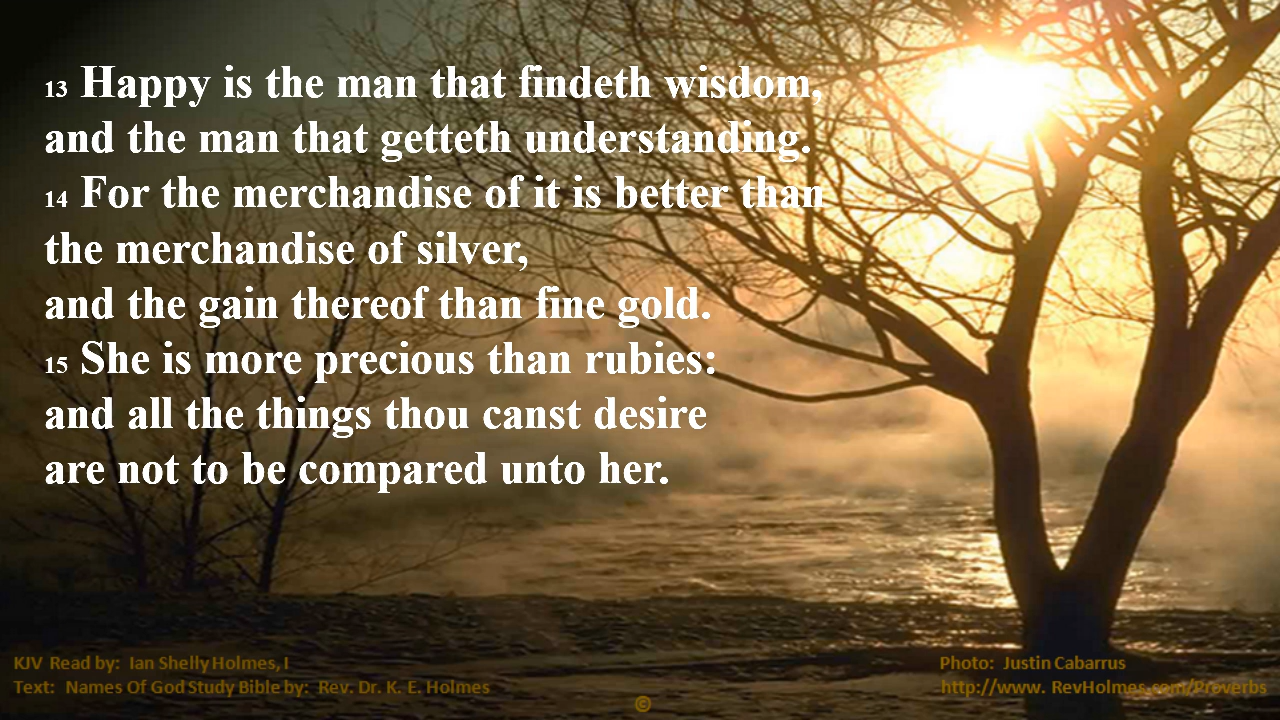 13 Happy is the man that findeth wisdom,
and the man that getteth understanding.
14 For the merchandise of it is better than
the merchandise of silver,
and the gain thereof than fine gold.
15 She is more precious than rubies:
and all the things thou canst desire
are not to be compared unto her.
KJV Read by: Ian Shelly Holmes, I
Text: Names Of God Study Bible by: Rev. Dr. K. E. Holmes
©
Photo: Justin Cabarrus
http://www. RevHolmes.com/Proverbs